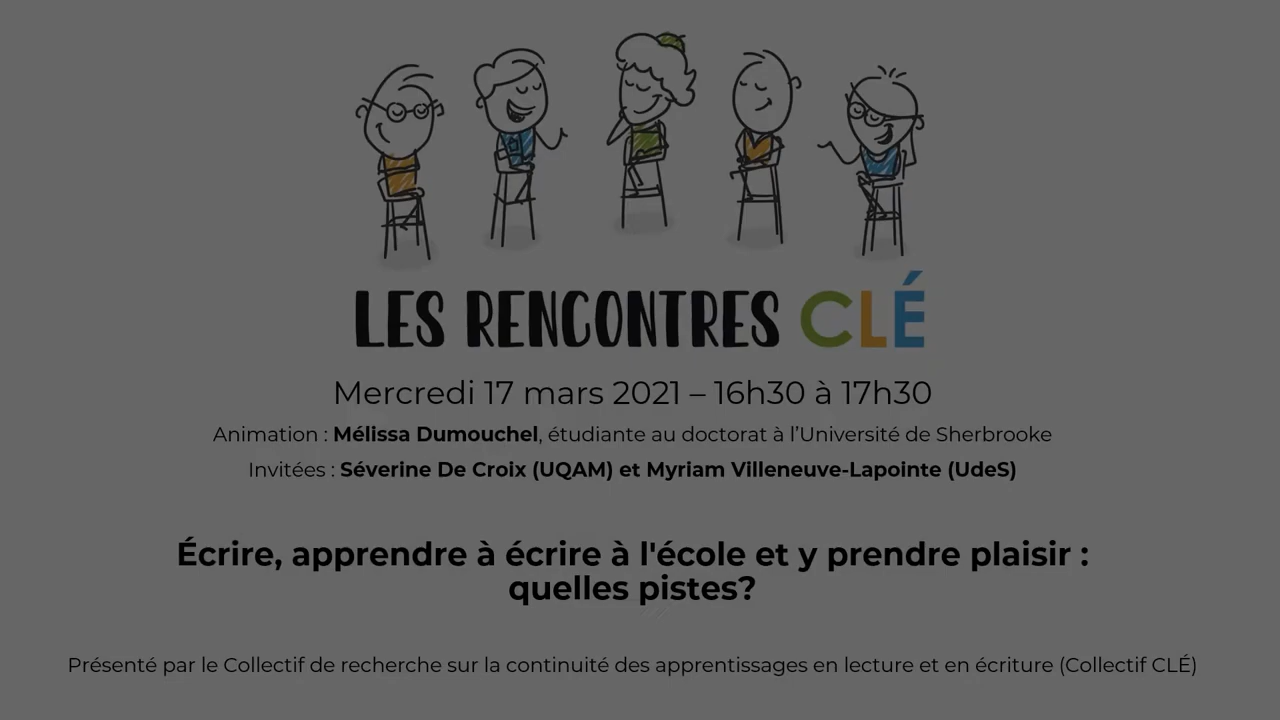 LES RENCONTRES CLÉ
Mercredi 17 mars 2021 – 16h30 à 17h30
Animation : Mélissa Dumouchel, étudiante au doctorat à l’Université de Sherbrooke
Invitées : Séverine De Croix (UQAM) et Myriam Villeneuve-Lapointe (UdeS)
Écrire, apprendre à écrire à l'école et y prendre plaisir :
quelles pistes?
Présenté par le Collectif de recherche sur la continuité des apprentissages en lecture et en écriture (Collectif CLÉ)